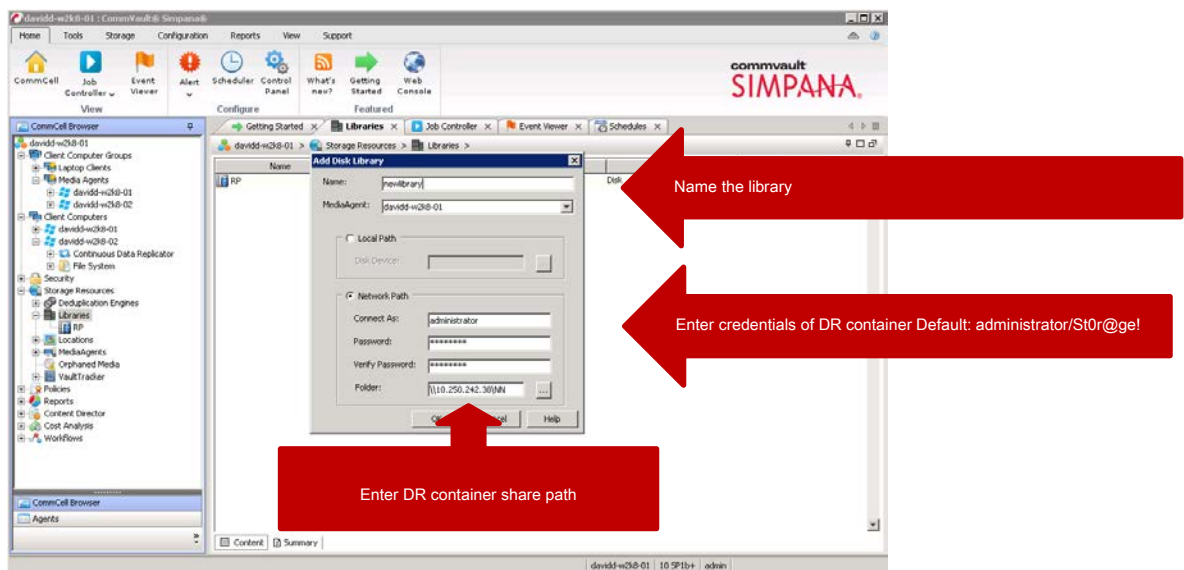 davidd-w2k8-01 : CommVault® Simpana®
Home Tools Storage Configuration Reports View Support
CommCell
Job Controller
Event Viewer
Alert
Scheduler
Control Panel
What's new?
Getting Started
Web Console
View
Configure
Featured
commvault
SIMPANA.
CommCell Browser
Getting Started Libraries Job Controller Event Viewer Schedules
davidd-w2k8-01 > Storage Resources > Libraries >
davidd-w2k8-01
Client Computer Groups
Laptop Clients
Media Agents
davidd-w2k8-01
davidd-w2k8-02
Client Computers
davidd-w2k8-01
davidd-w2k8-02
Continuous Data Replicator
File System
Security
Storage Resources
Deduplication Engines
Libraries
RP
Locations
MediaAgents
Orphaned Media
VaultTracker
Policies
Reports
Content Director
Cost Analysis
Workflows
CommCell Browser
Agents
Name
RP
Disk
Add Disk Library
Name: newlibrary
MediaAgent: davidd-w2k8-01
Local Path
Disk Device:
...
Network Path
Connect As: administrator
Password: ********
Verify Password: ********
Folder: \\10.250.242.38\NN ...
Help
Name the library
Enter credentials of DR container Default: administrator/St0r@ge!
Enter DR container share path
Content Summary
davidd-w2k8-01 10 SP1b+ admin